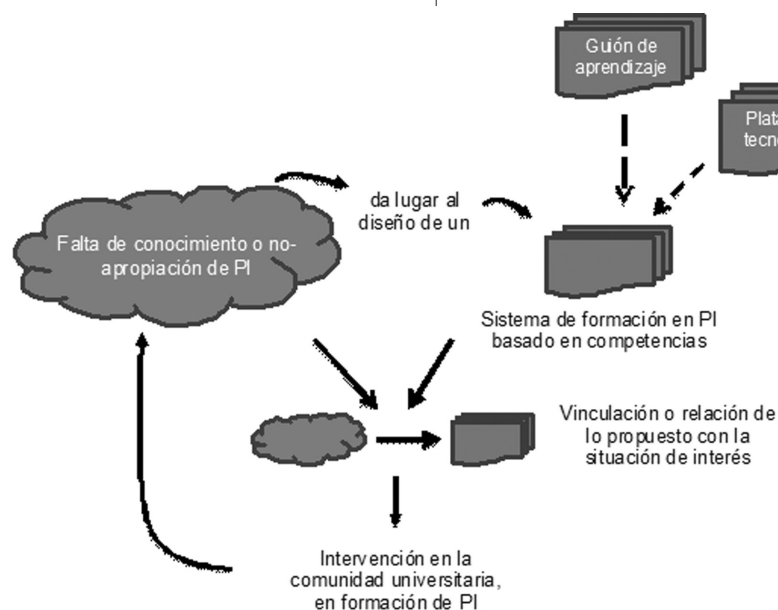 Guión de
aprendizaje
Falta de conocimiento o no-
apropiación de PI
da lugar al
diseño de un
Sistema de formación en PI
basado en competencias
Vinculación o relación de
lo propuesto con la
situación de interés
Intervención en la
comunidad universitaria,
en formación de PI